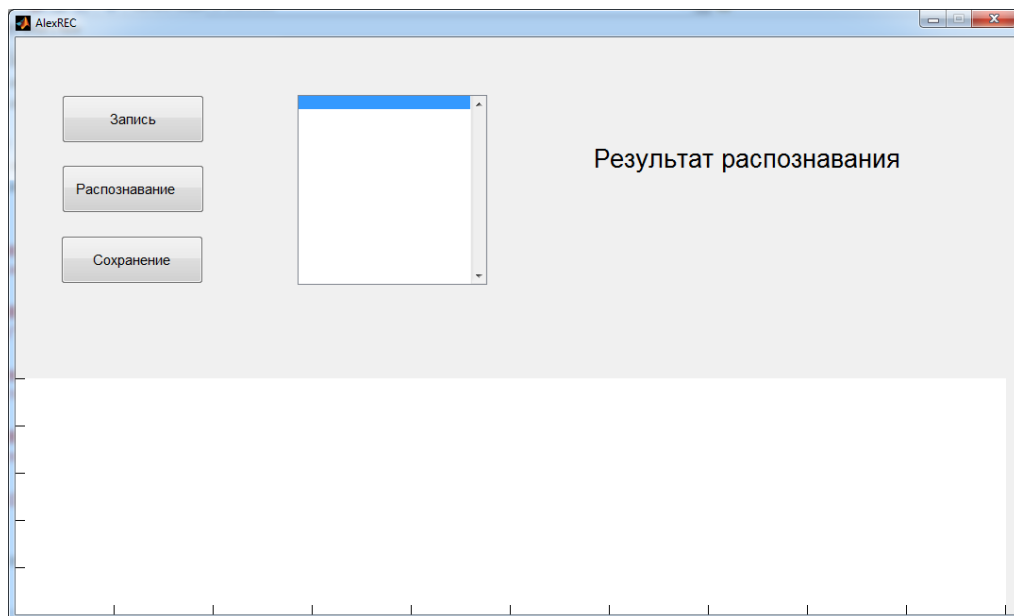 AlexREC
Запись
Распознавание
Сохранение
Результат распознавания